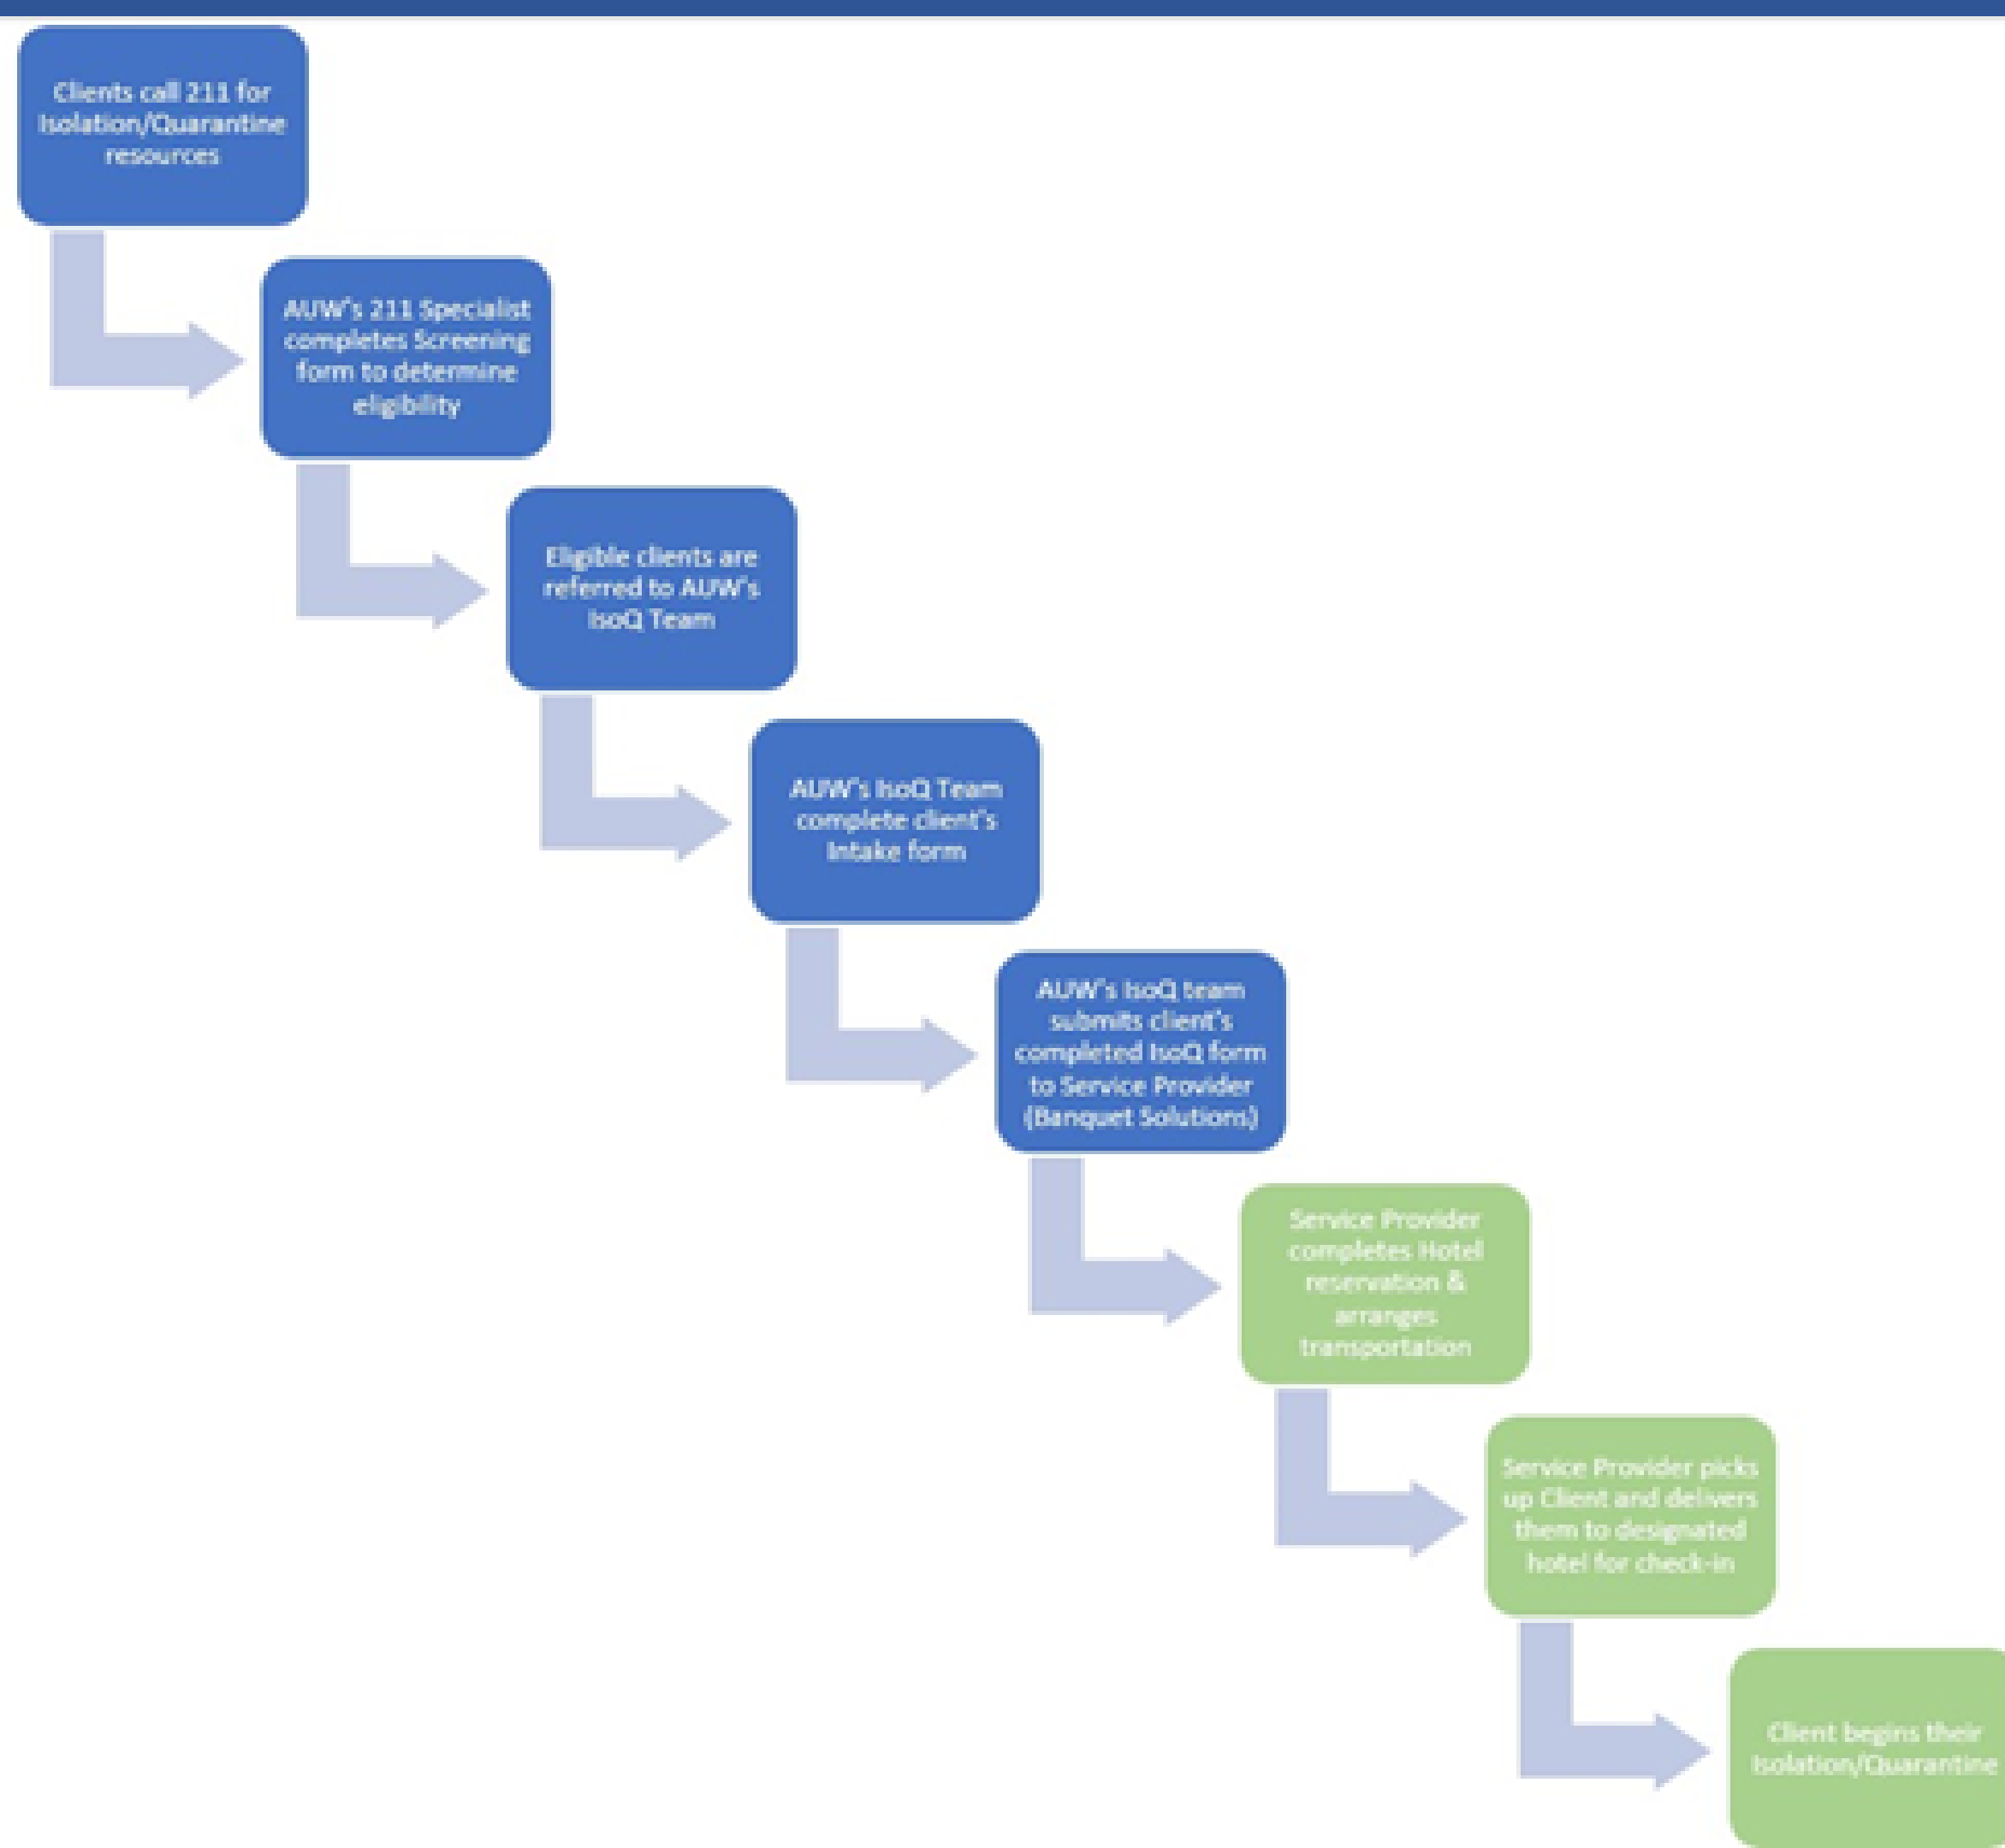 Clients call 211 for
Isolation/Quarantine
resources
AUW's 211 Specialist
completes Screening
form to determine
eligibility
Eligible clients are
referred to AUW's
IsoQ Team
AUW's IsoQ Team
complete client's
Intake form
AUW's IsoQ team
submits client's
completed IsoQ form
to Service Provider
(Banquet Solutions)
Service Provider
completes Hotel
reservation &
arranges
transportation
Service Provider picks
up Client and delivers
them to designated
hotel for check-in
Client begins their
Isolation/Quarantine